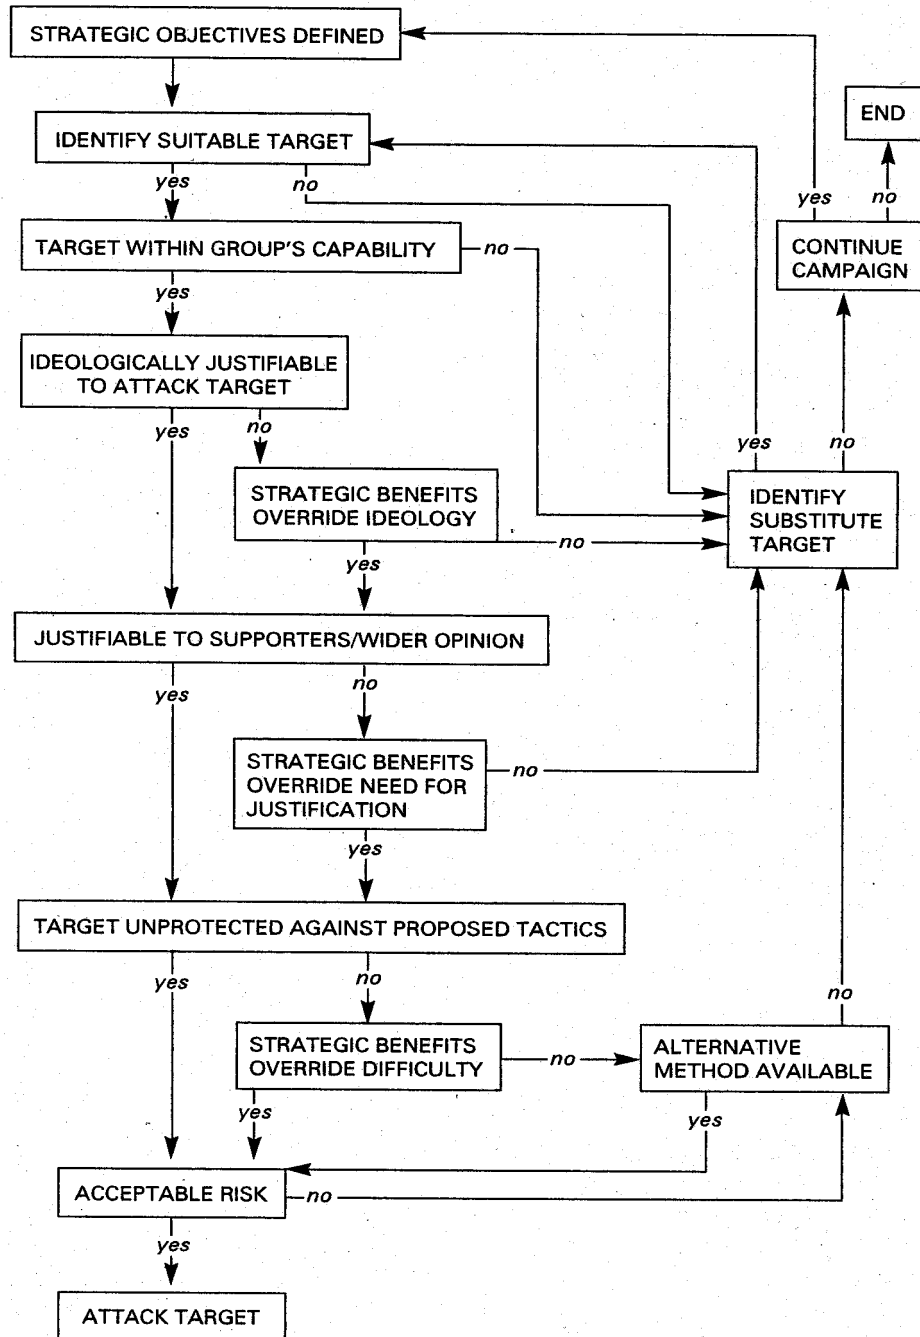 STRATEGIC OBJECTIVES DEFINED
END
IDENTIFY SUITABLE TARGET
yes
no
yes
no
TARGET WITHIN GROUP'S CAPABILITY
no
CONTINUE
CAMPAIGN
yes
IDEOLOGICALLY JUSTIFIABLE
TO ATTACK TARGET
yes
no
yes
no
STRATEGIC BENEFITS
OVERRIDE IDEOLOGY
IDENTIFY
SUBSTITUTE
TARGET
no
yes
JUSTIFIABLE TO SUPPORTERS/WIDER OPINION
yes
no
STRATEGIC BENEFITS
OVERRIDE NEED FOR
JUSTIFICATION
no
yes
TARGET UNPROTECTED AGAINST PROPOSED TACTICS
yes
no
no
STRATEGIC BENEFITS
OVERRIDE DIFFICULTY
no
ALTERNATIVE
METHOD AVAILABLE
yes
yes
ACCEPTABLE RISK
no
yes
ATTACK TARGET